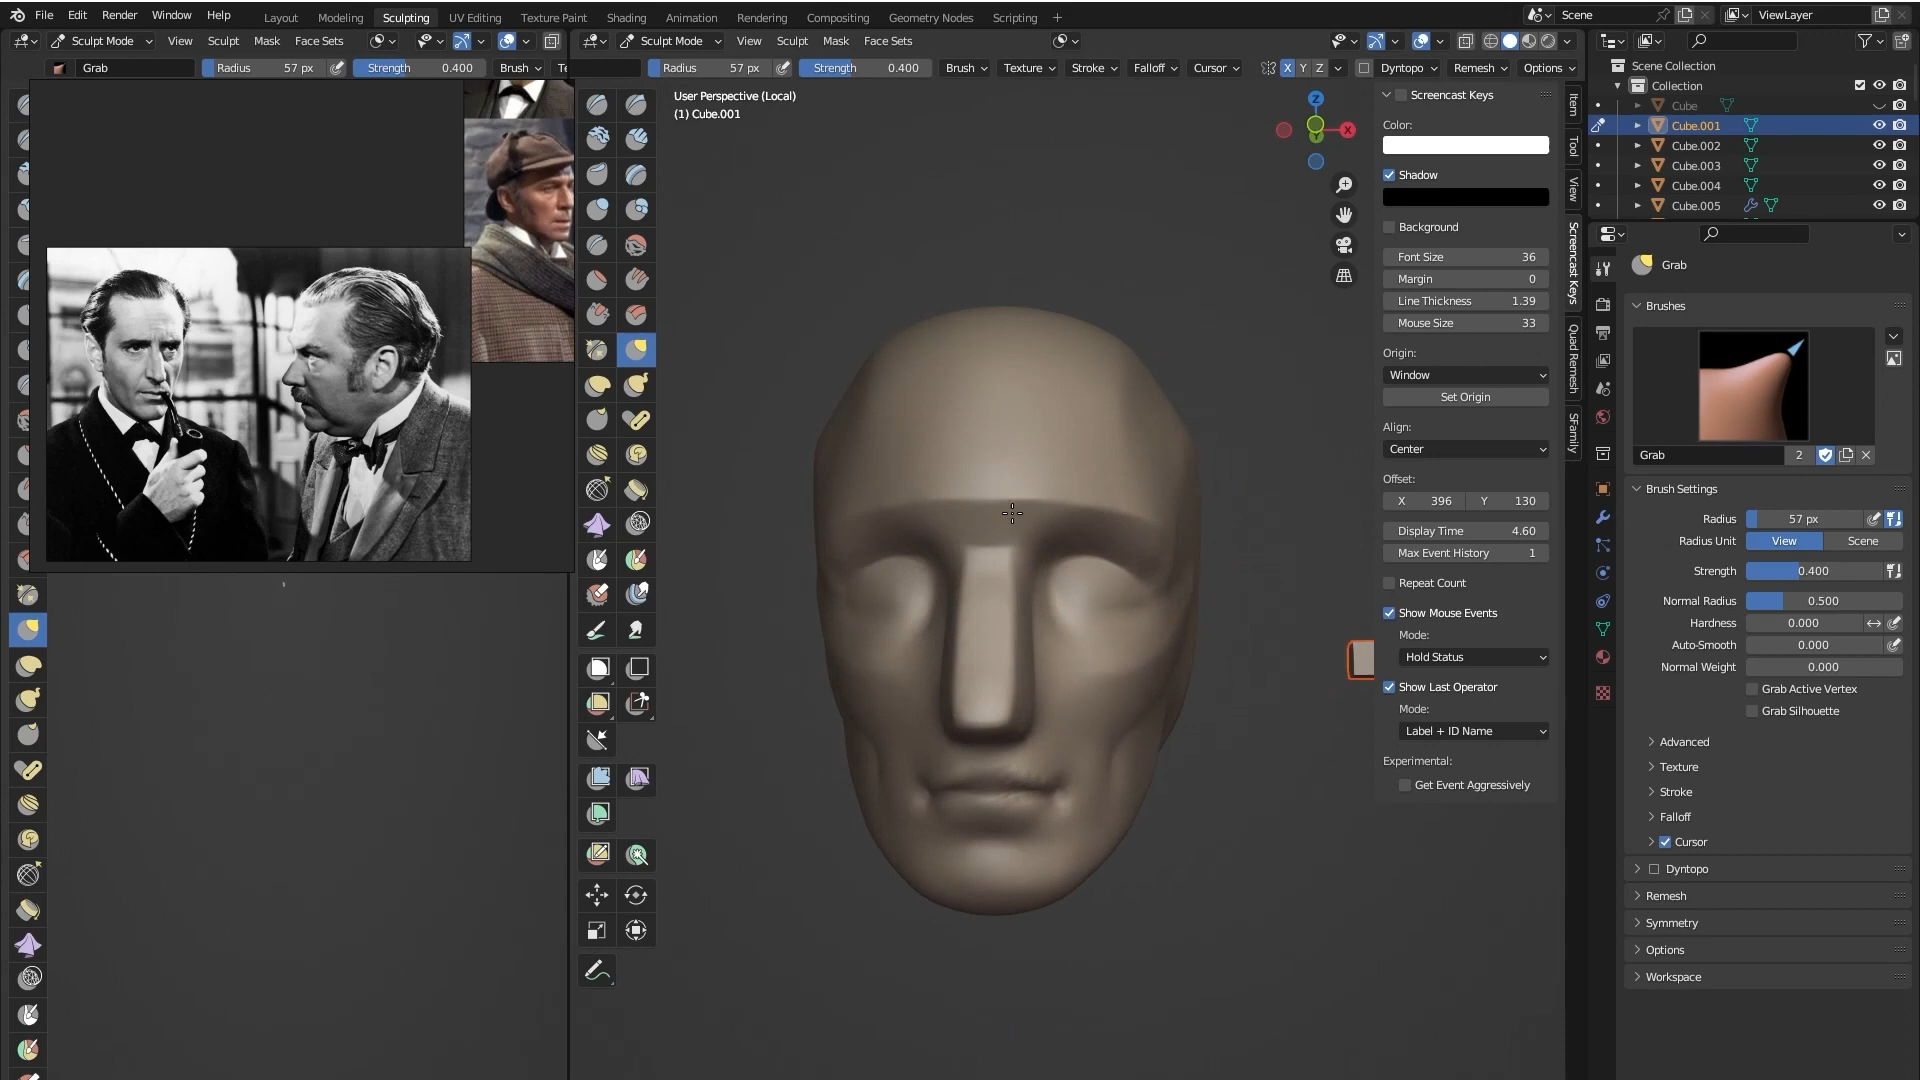 File Edit Render Window Help Layout Modeling Sculpting UV Editing Texture Paint Shading Animation Rendering Compositing Geometry Nodes Scripting + Scene ViewLayer
Sculpt Mode View Sculpt Mask Face Sets Sculpt Mode View Sculpt Mask Face Sets
Grab Radius 57 px Strength 0.400 Brush Te Radius 57 px Strength 0.400 Brush Texture Stroke Falloff Cursor X Y Z Dyntopo Remesh Options
User Perspective (Local)
(1) Cube.001
Z
X
Y
Screencast Keys
Color:
Shadow
Background
Font Size 36
Margin 0
Line Thickness 1.39
Mouse Size 33
Origin:
Window
Set Origin
Align:
Center
Offset:
X 396 Y 130
Display Time 4.60
Max Event History 1
Repeat Count
Show Mouse Events
Mode:
Hold Status
Show Last Operator
Mode:
Label + ID Name
Experimental:
Get Event Aggressively
Item
Tool
View
Screencast Keys
Quad Remesh
SFamily
Scene Collection
Collection
Cube
Cube.001
Cube.002
Cube.003
Cube.004
Cube.005
Grab
Brushes
Grab 2
Brush Settings
Radius 57 px
Radius Unit View Scene
Strength 0.400
Normal Radius 0.500
Hardness 0.000
Auto-Smooth 0.000
Normal Weight 0.000
Grab Active Vertex
Grab Silhouette
Advanced
Texture
Stroke
Falloff
Cursor
Dyntopo
Remesh
Symmetry
Options
Workspace